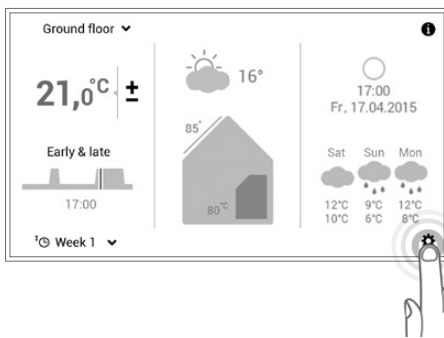 Ground floor
21,0°C ±
Early & late
17:00
Week 1
16°
85°
80°C
17:00
Fr, 17.04.2015
Sat Sun Mon
12°C 9°C 12°C
10°C 6°C 8°C